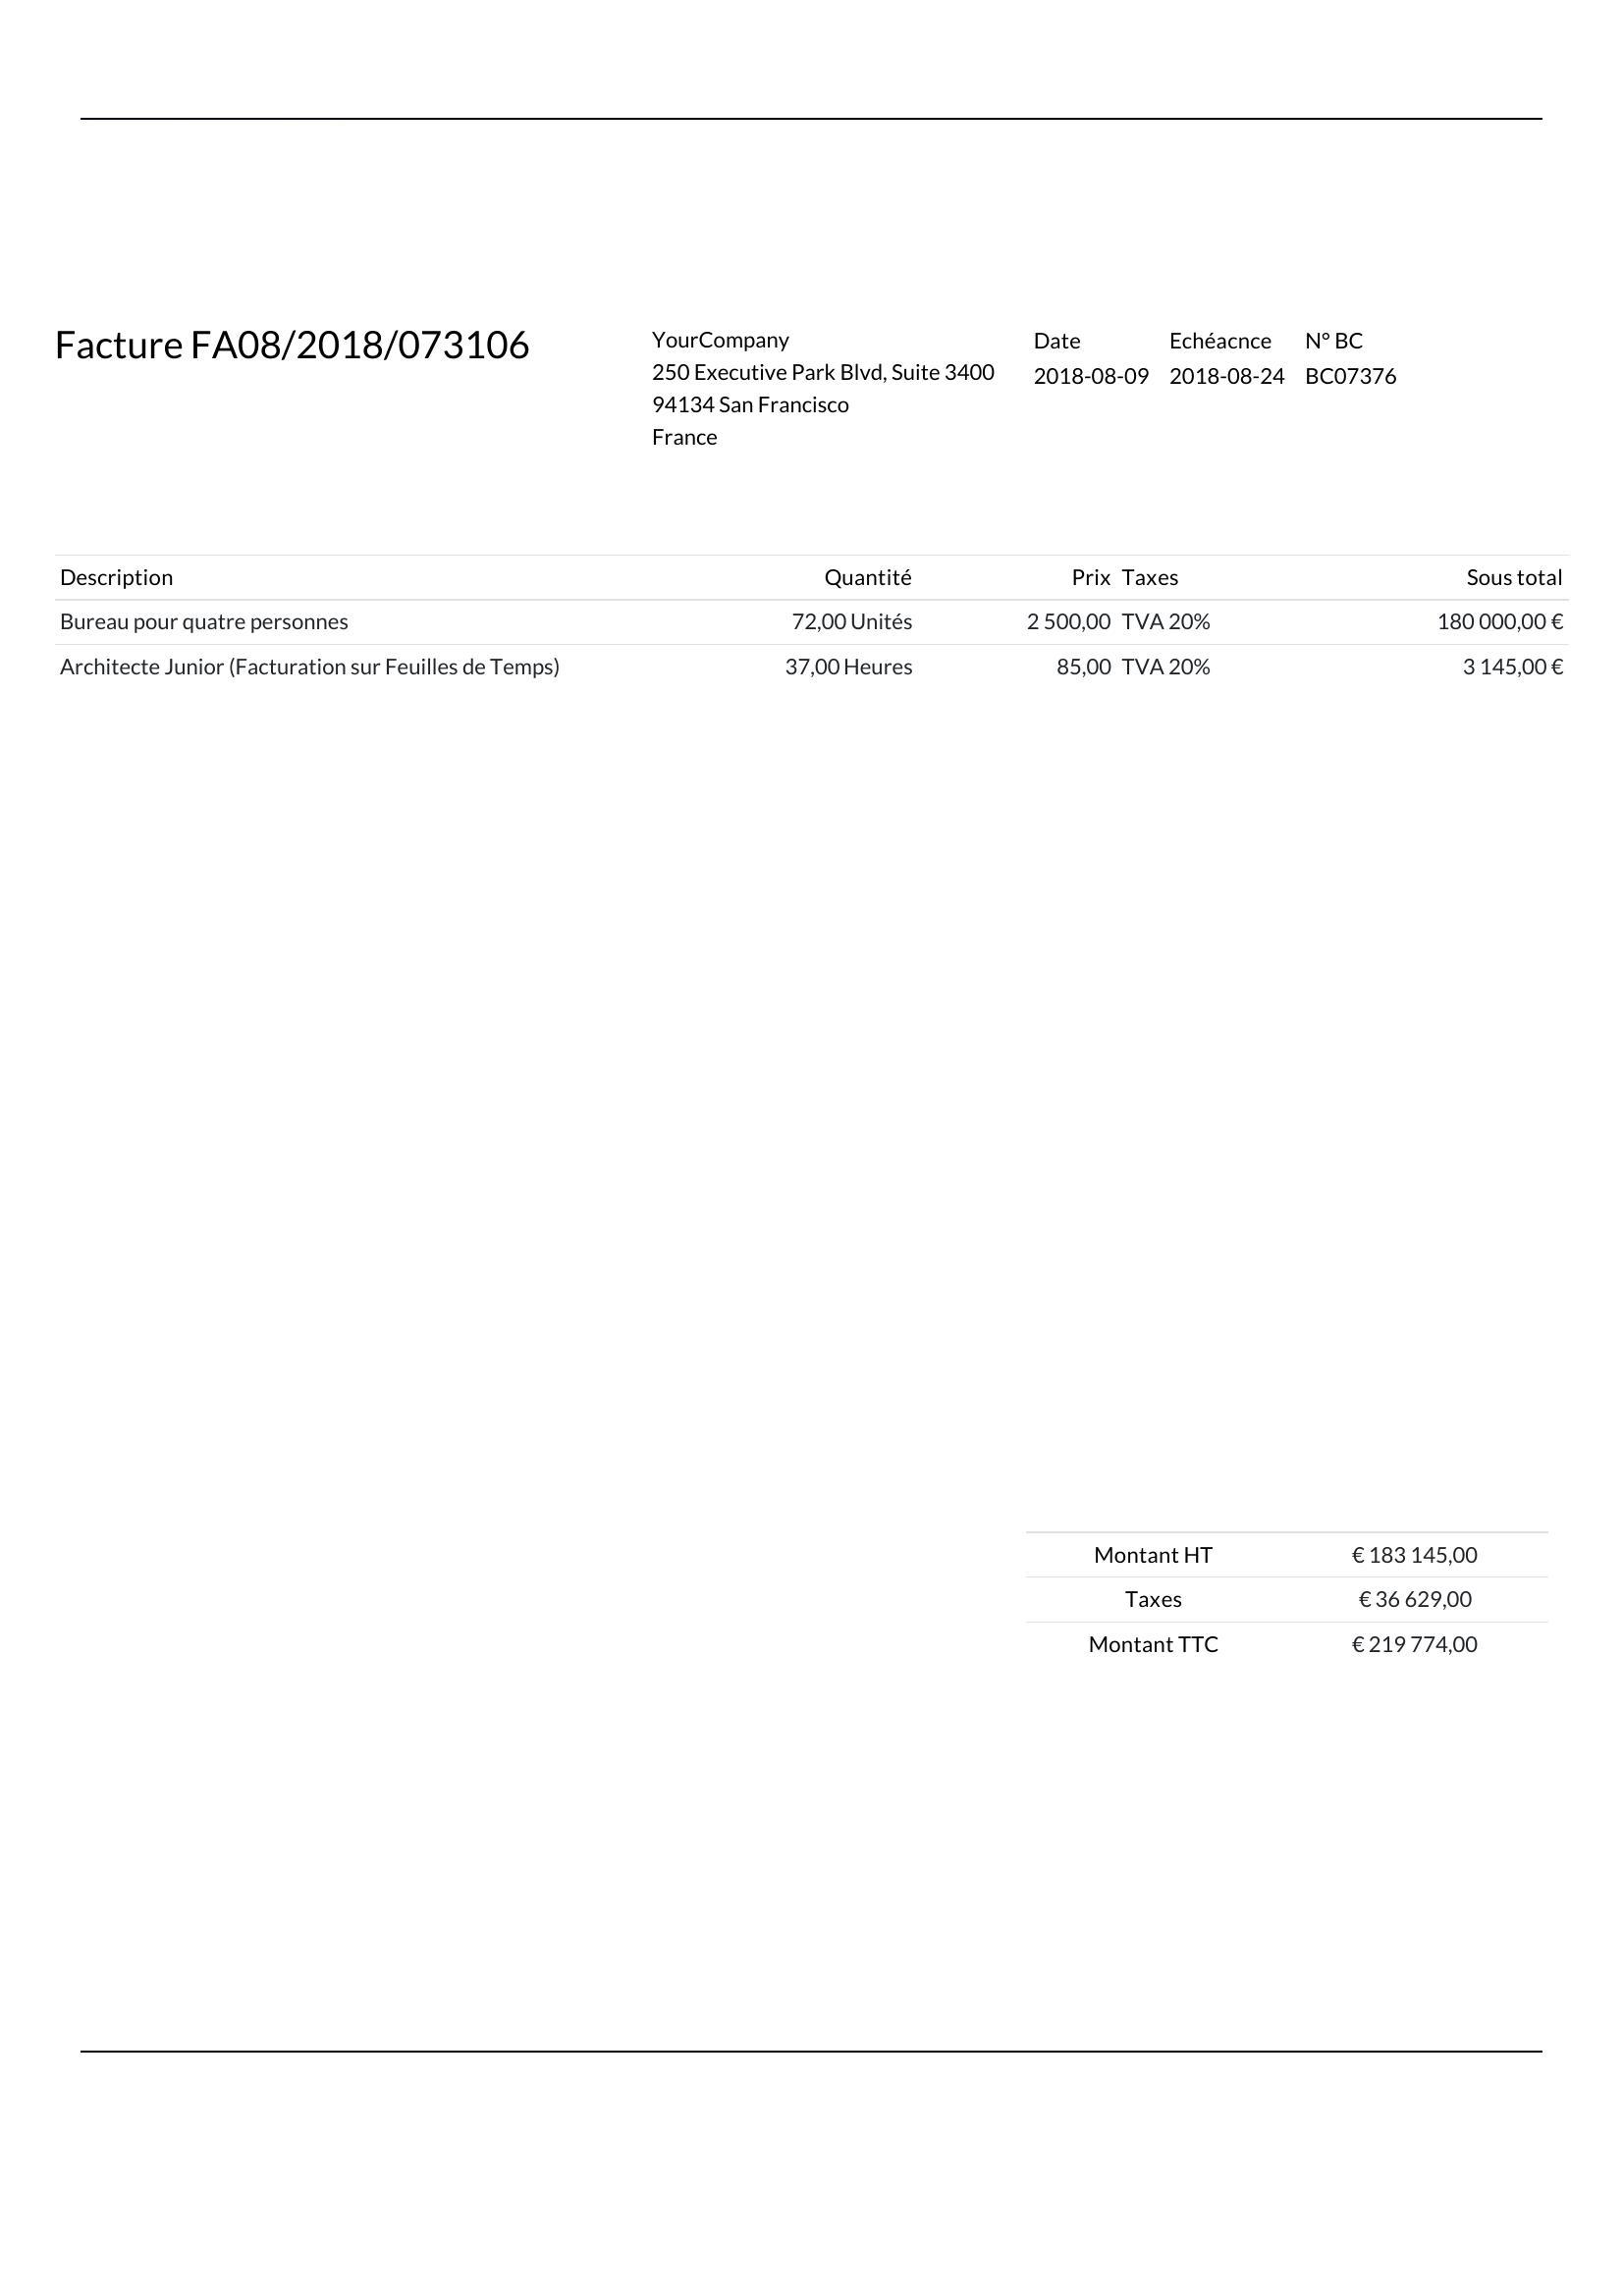 Facture FA08/2018/073106
YourCompany
250 Executive Park Blvd, Suite 3400
94134 San Francisco
France
Date Echéacnce N° BC
2018-08-09 2018-08-24 BC07376
Description Quantité Prix Taxes Sous total
Bureau pour quatre personnes 72,00 Unités 2 500,00 TVA 20% 180 000,00 €
Architecte Junior (Facturation sur Feuilles de Temps) 37,00 Heures 85,00 TVA 20% 3 145,00 €
Montant HT € 183 145,00
Taxes € 36 629,00
Montant TTC € 219 774,00